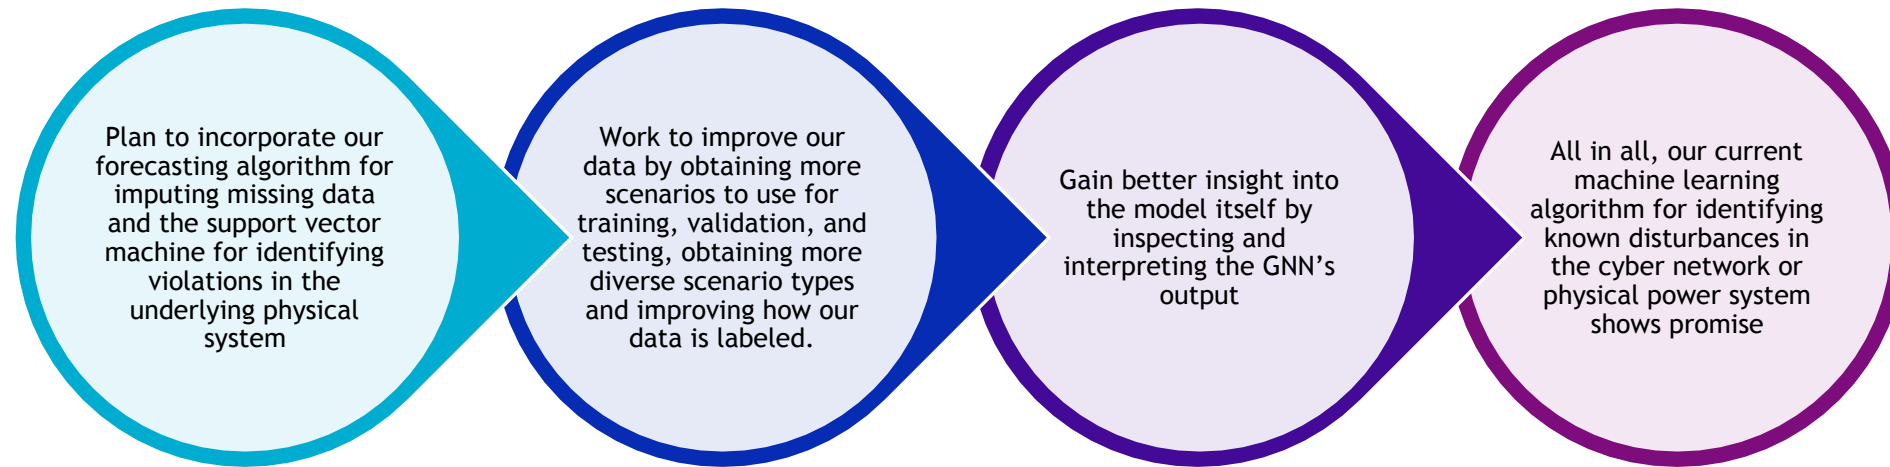 Plan to incorporate our
forecasting algorithm for
imputing missing data
and the support vector
machine for identifying
violations in the
underlying physical
system
Work to improve our
data by obtaining more
scenarios to use for
training, validation, and
testing, obtaining more
diverse scenario types
and improving how our
data is labeled.
Gain better insight into
the model itself by
inspecting and
interpreting the GNN’s
output
All in all, our current
machine learning
algorithm for identifying
known disturbances in
the cyber network or
physical power system
shows promise